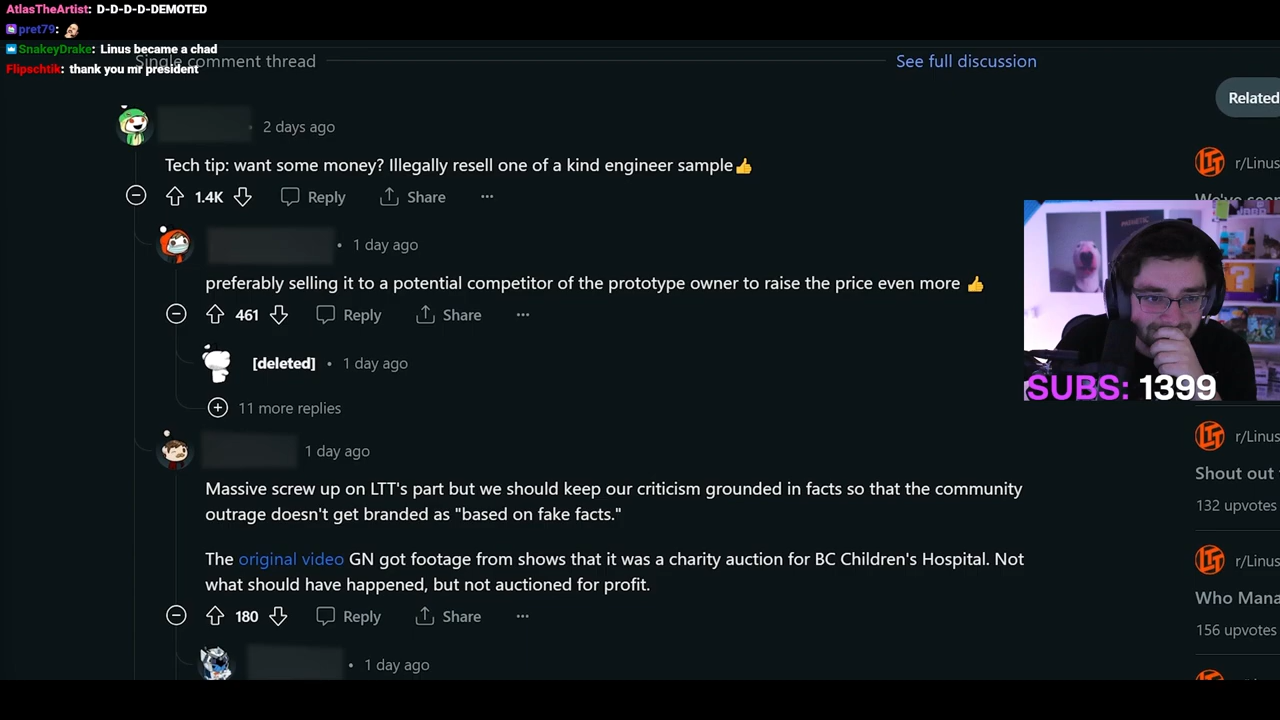 AtlasTheArtist: D-D-D-D-DEMOTED
pret79:
SnakeyDrake: Linus became a chad
Single comment thread
See full discussion
Flipschtik: thank you mr president
Related
2 days ago
r/Linus
Tech tip: want some money? Illegally resell one of a kind engineer sample👍
1.4K Reply Share ···
• 1 day ago
preferably selling it to a potential competitor of the prototype owner to raise the price even more 👍
461 Reply Share ···
[deleted] • 1 day ago
SUBS: 1399
11 more replies
r/Linus
1 day ago
Shout out
Massive screw up on LTT's part but we should keep our criticism grounded in facts so that the community
132 upvotes
outrage doesn't get branded as "based on fake facts."
The original video GN got footage from shows that it was a charity auction for BC Children's Hospital. Not
r/Linus
what should have happened, but not auctioned for profit.
Who Mana
180 Reply Share ···
156 upvotes
• 1 day ago